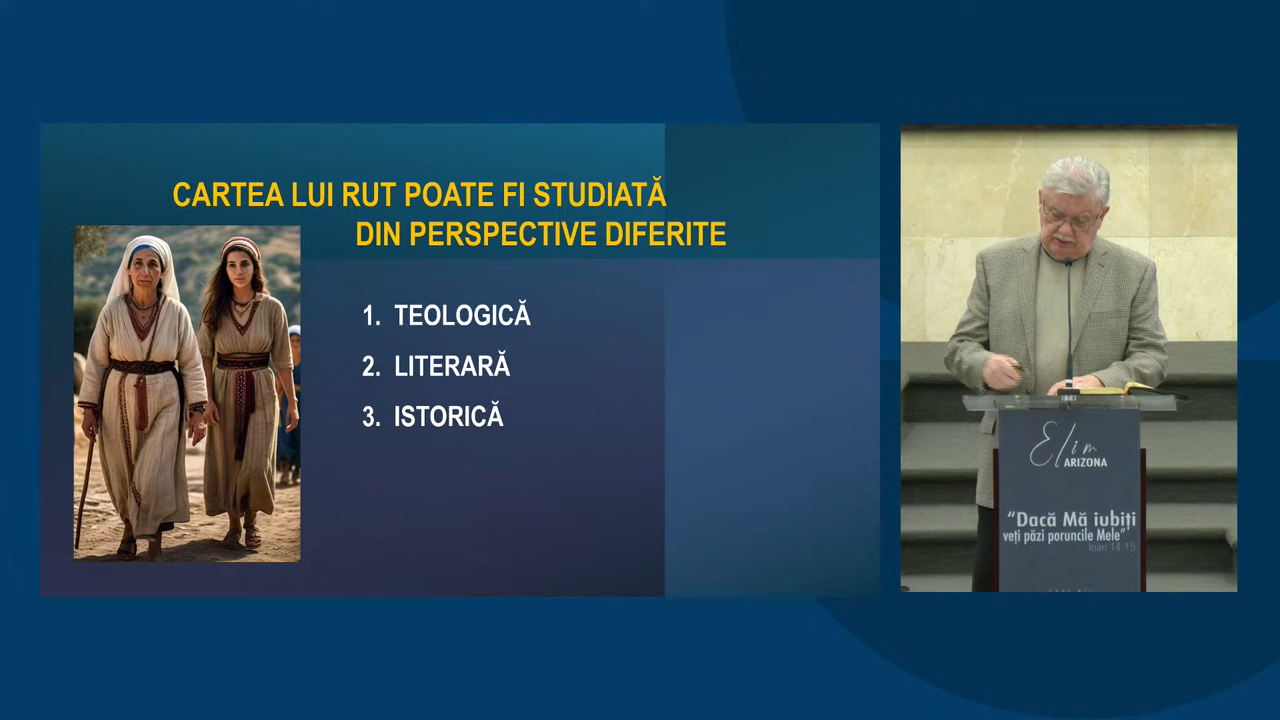 CARTEA LUI RUT POATE FI STUDIATĂ
DIN PERSPECTIVE DIFERITE
1. TEOLOGICĂ
2. LITERARĂ
3. ISTORICĂ
Elim
ARIZONA
“Dacă Mă iubiți
veți păzi poruncile Mele”
Ioan 14:15